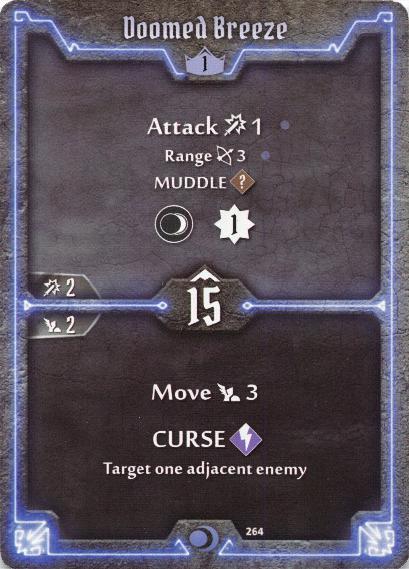 Doomed Breeze
1
Attack 1
Range 3
MUDDLE ?
1
2
15
2
Move 3
CURSE
Target one adjacent enemy
264